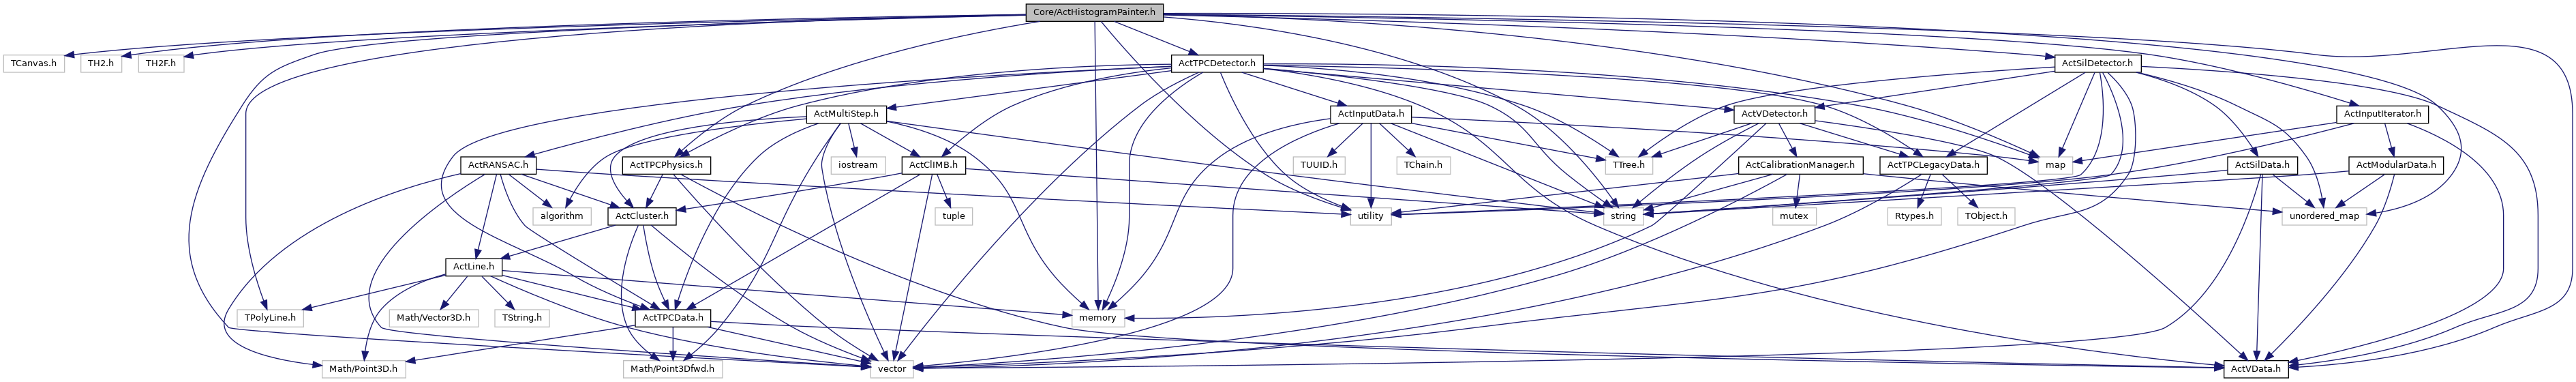 Core/ActHistogramPainter.h
TCanvas.h
TH2.h
TH2F.h
ActTPCDetector.h
ActSilDetector.h
ActMultiStep.h
ActInputData.h
ActVDetector.h
ActInputIterator.h
ActRANSAC.h
ActTPCPhysics.h
iostream
ActClIMB.h
TUUID.h
TChain.h
TTree.h
ActCalibrationManager.h
ActTPCLegacyData.h
map
ActSilData.h
ActModularData.h
algorithm
ActCluster.h
tuple
utility
string
mutex
Rtypes.h
TObject.h
unordered_map
ActLine.h
TPolyLine.h
Math/Vector3D.h
TString.h
ActTPCData.h
memory
Math/Point3D.h
Math/Point3Dfwd.h
vector
ActVData.h